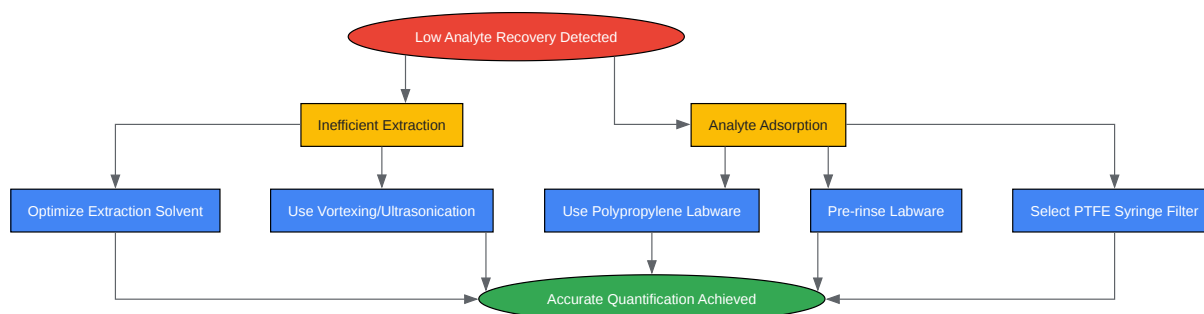 Low Analyte Recovery Detected
Inefficient Extraction
Analyte Adsorption
Optimize Extraction Solvent
Use Vortexing/Ultrasonication
Use Polypropylene Labware
Pre-rinse Labware
Select PTFE Syringe Filter
Accurate Quantification Achieved